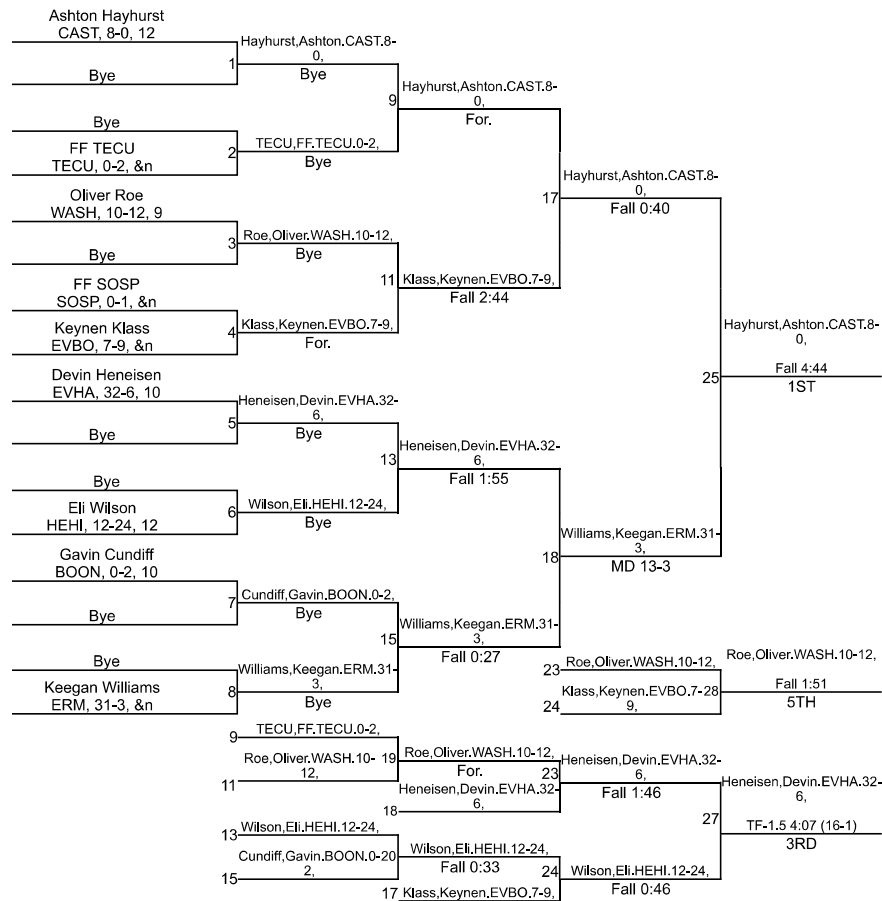 Ashton Hayhurst
CAST, 8-0, 12
Bye
1
Hayhurst,Ashton.CAST.8-
0,
Bye
Bye
FF TECU
TECU, 0-2, &n
2
TECU,FF.TECU.0-2,
Bye
9
Hayhurst,Ashton.CAST.8-
0,
For.
Oliver Roe
WASH, 10-12, 9
Bye
3
Roe,Oliver.WASH.10-12,
Bye
FF SOSP
SOSP, 0-1, &n
Keynen Klass
EVBO, 7-9, &n
4
Klass,Keynen.EVBO.7-9,
For.
11
Klass,Keynen.EVBO.7-9,
Fall 2:44
17
Hayhurst,Ashton.CAST.8-
0,
Fall 0:40
Devin Heneisen
EVHA, 32-6, 10
Bye
5
Heneisen,Devin.EVHA.32-
6,
Bye
Bye
Eli Wilson
HEHI, 12-24, 12
6
Wilson,Eli.HEHI.12-24,
Bye
13
Heneisen,Devin.EVHA.32-
6,
Fall 1:55
Gavin Cundiff
BOON, 0-2, 10
Bye
7
Cundiff,Gavin.BOON.0-2,
Bye
Bye
Keegan Williams
ERM, 31-3, &n
8
Williams,Keegan.ERM.31-
3,
Bye
15
Williams,Keegan.ERM.31-
3,
Fall 0:27
18
Williams,Keegan.ERM.31-
3,
MD 13-3
25
Hayhurst,Ashton.CAST.8-
0,
Fall 4:44
1ST
23
Roe,Oliver.WASH.10-12,
24
Klass,Keynen.EVBO.7-28
9,
Roe,Oliver.WASH.10-12,
Fall 1:51
5TH
9
TECU,FF.TECU.0-2,
11
Roe,Oliver.WASH.10-
12,
19
Roe,Oliver.WASH.10-12,
For.
18
Heneisen,Devin.EVHA.32-
6,
23
Heneisen,Devin.EVHA.32-
6,
Fall 1:46
13
Wilson,Eli.HEHI.12-24,
15
Cundiff,Gavin.BOON.0-20
2,
Wilson,Eli.HEHI.12-24,
Fall 0:33
17
Klass,Keynen.EVBO.7-9,
24
Wilson,Eli.HEHI.12-24,
Fall 0:46
27
Heneisen,Devin.EVHA.32-
6,
TF-1.5 4:07 (16-1)
3RD